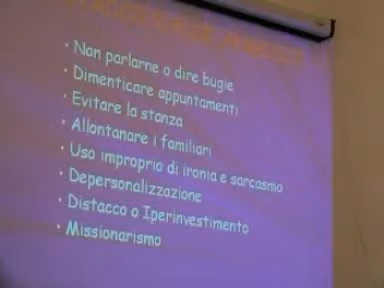 • Non parlarne o dire bugie
• Dimenticare appuntamenti
• Evitare la stanza
• Allontanare i familiari
• Uso improprio di ironia e sarcasmo
• Depersonalizzazione
• Distacco o Iperinvestimento
• Missionarismo